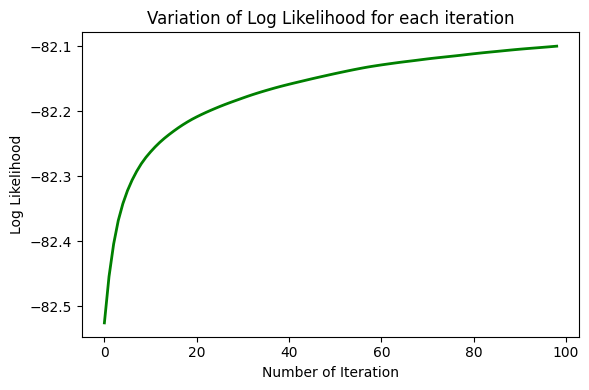 Variation of Log Likelihood for each iteration
−82.1
−82.2
−82.3
−82.4
−82.5
Log Likelihood
0 20 40 60 80 100
Number of Iteration